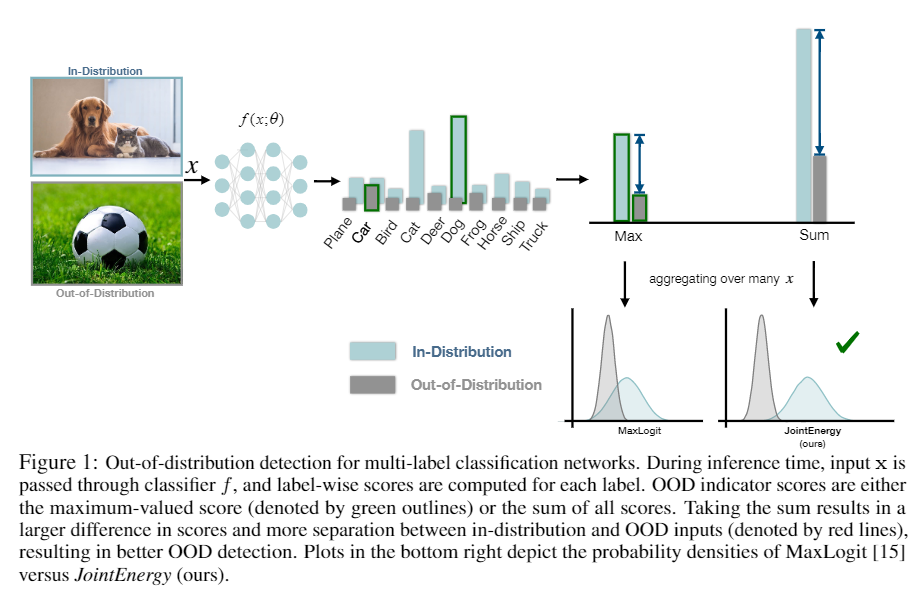 In-Distribution
x
Out-of-Distribution
f(x;θ)
Plane
Car
Bird
Cat
Deer
Dog
Frog
Horse
Ship
Truck
Max
Sum
aggregating over many x
In-Distribution
Out-of-Distribution
MaxLogit
JointEnergy
(ours)
Figure 1: Out-of-distribution detection for multi-label classification networks. During inference time, input x is
passed through classifier f, and label-wise scores are computed for each label. OOD indicator scores are either
the maximum-valued score (denoted by green outlines) or the sum of all scores. Taking the sum results in a
larger difference in scores and more separation between in-distribution and OOD inputs (denoted by red lines),
resulting in better OOD detection. Plots in the bottom right depict the probability densities of MaxLogit [15]
versus JointEnergy (ours).